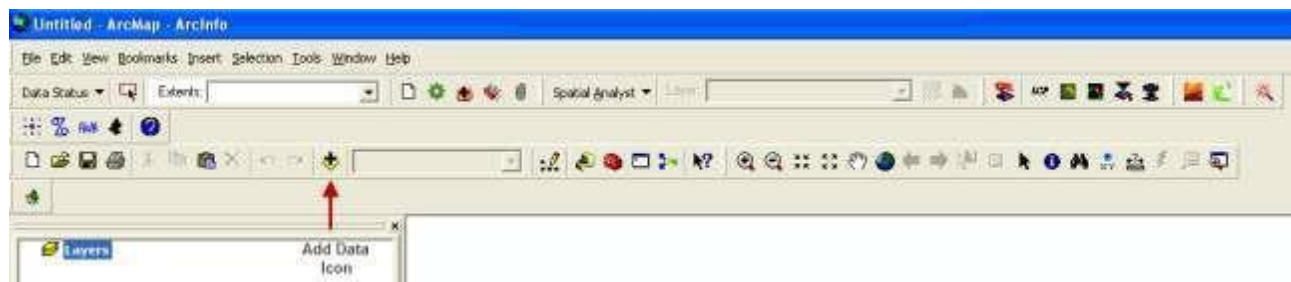 Untitled - ArcMap - ArcInfo
File Edit View Bookmarks Insert Selection Tools Window Help
Data Status Extents: Spatial Analyst Layer:
Layers
Add Data
Icon